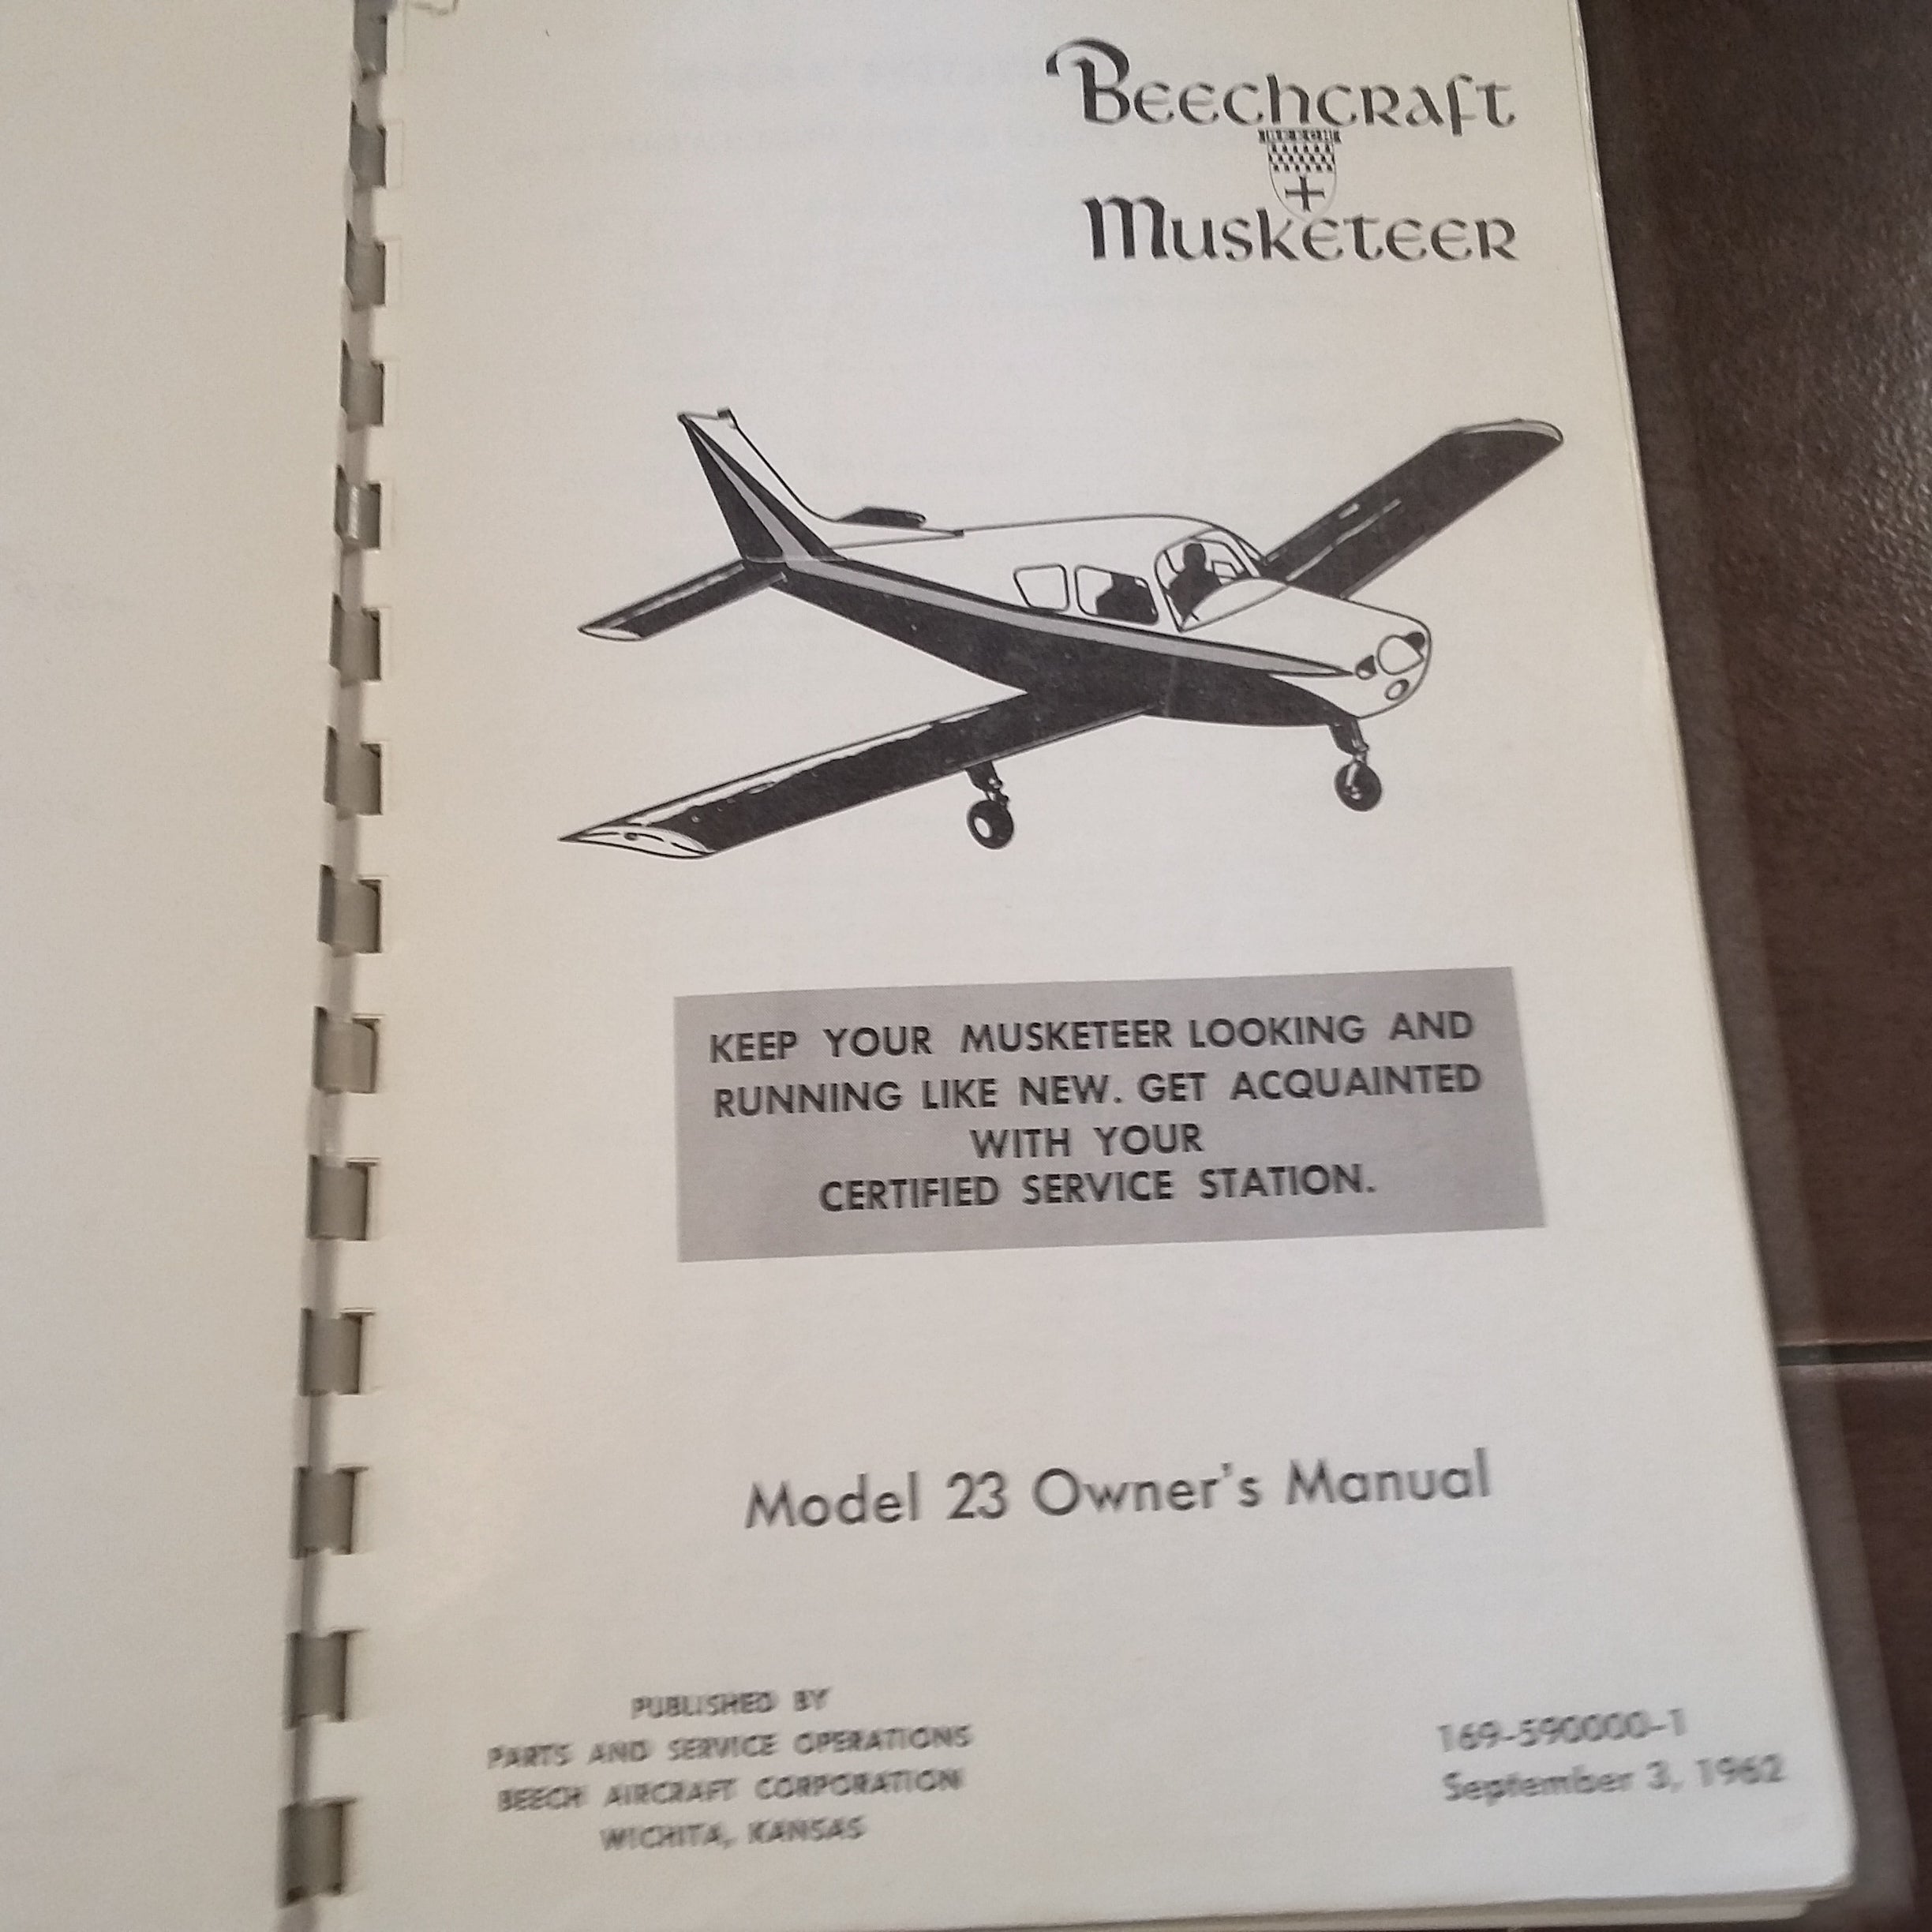 Beechcraft
BEECH
Musketeer
KEEP YOUR MUSKETEER LOOKING AND
RUNNING LIKE NEW. GET ACQUAINTED
WITH YOUR
CERTIFIED SERVICE STATION.
Model 23 Owner's Manual
PUBLISHED BY
PARTS AND SERVICE OPERATIONS
BEECH AIRCRAFT CORPORATION
WICHITA, KANSAS
169-590000-1
September 3, 1962